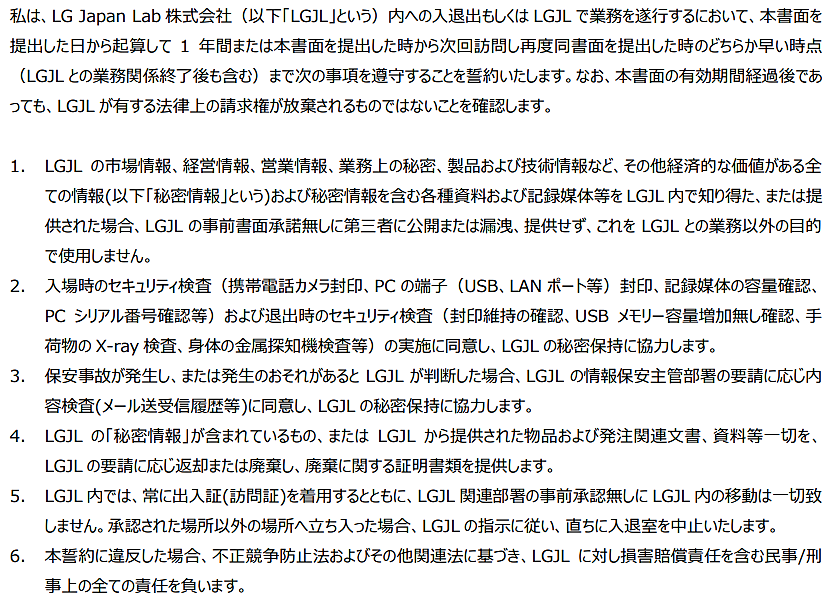 私は、LG Japan Lab 株式会社（以下「LGJL」という）内への入退出もしくは LGJL で業務を遂行するにおいて、本書面を
提出した日から起算して 1 年間または本書面を提出した時から次回訪問し再度同書面を提出した時のどちらか早い時点
（LGJL との業務関係終了後も含む）まで次の事項を遵守することを誓約いたします。なお、本書面の有効期間経過後であ
っても、LGJL が有する法律上の請求権が放棄されるものではないことを確認します。
1. LGJL の市場情報、経営情報、営業情報、業務上の秘密、製品および技術情報など、その他経済的な価値がある全
ての情報(以下「秘密情報」という)および秘密情報を含む各種資料および記録媒体等を LGJL 内で知り得た、または提
供された場合、LGJL の事前書面承諾無しに第三者に公開または漏洩、提供せず、これを LGJL との業務以外の目的
で使用しません。
2. 入場時のセキュリティ検査（携帯電話カメラ封印、PC の端子（USB、LAN ポート等）封印、記録媒体の容量確認、
PC シリアル番号確認等）および退出時のセキュリティ検査（封印維持の確認、USB メモリー容量増加無し確認、手
荷物の X-ray 検査、身体の金属探知機検査等）の実施に同意し、LGJL の秘密保持に協力します。
3. 保安事故が発生し、または発生のおそれがあると LGJL が判断した場合、LGJL の情報保安主管部署の要請に応じ内
容検査(メール送受信履歴等)に同意し、LGJL の秘密保持に協力します。
4. LGJL の「秘密情報」が含まれているもの、または LGJL から提供された物品および発注関連文書、資料等一切を、
LGJL の要請に応じ返却または廃棄し、廃棄に関する証明書類を提供します。
5. LGJL 内では、常に出入証(訪問証)を着用するとともに、LGJL 関連部署の事前承認無しに LGJL 内の移動は一切致
しません。承認された場所以外の場所へ立ち入った場合、LGJL の指示に従い、直ちに入退室を中止いたします。
6. 本誓約に違反した場合、不正競争防止法およびその他関連法に基づき、LGJL に対し損害賠償責任を含む民事/刑
事上の全ての責任を負います。